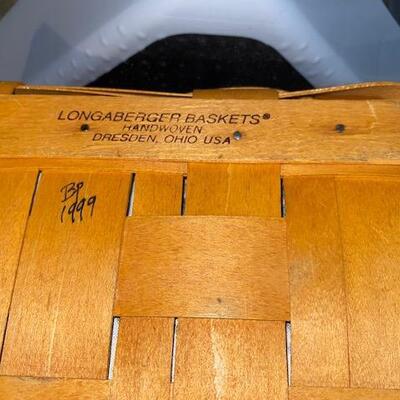 LONGABERGER BASKETS®
HANDWOVEN
DRESDEN, OHIO USA
BP
1999